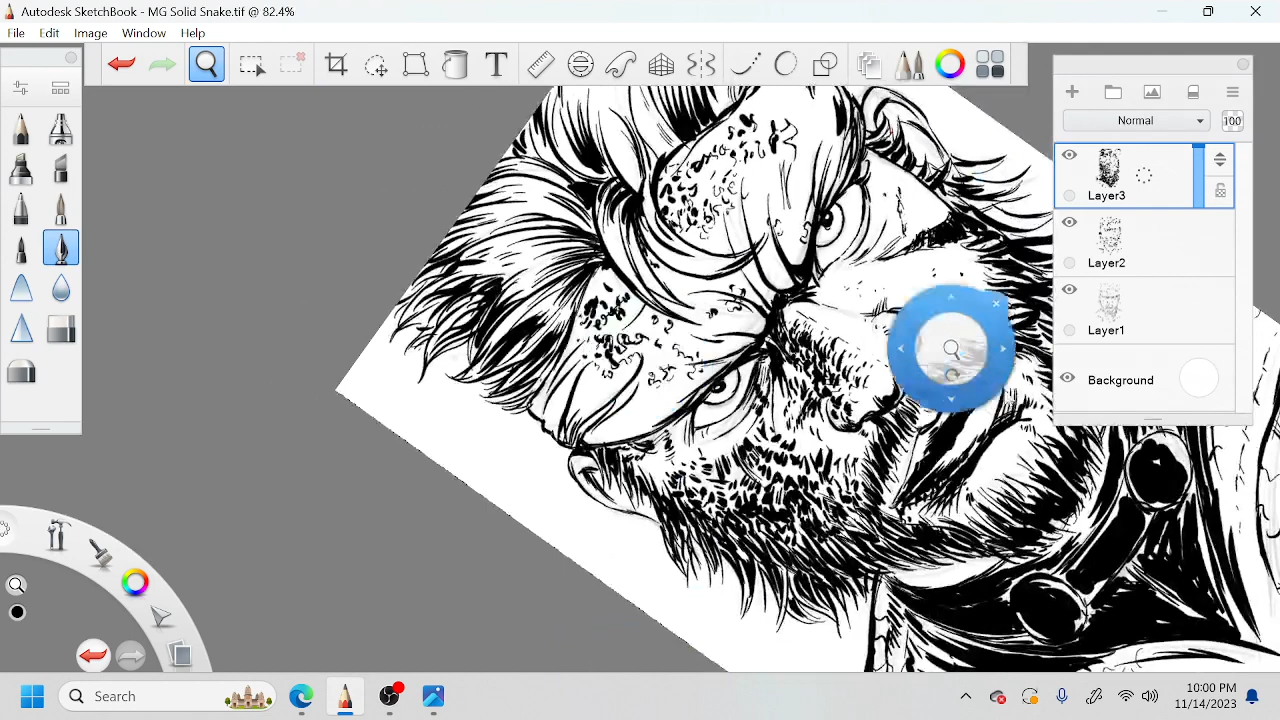 Autodesk SketchBook - MG Solid Snake.tif @ 82.4%
File Edit Image Window Help
T
Normal 100
Layer3
Layer2
Layer1
Background
Search
10:00 PM
11/14/2023